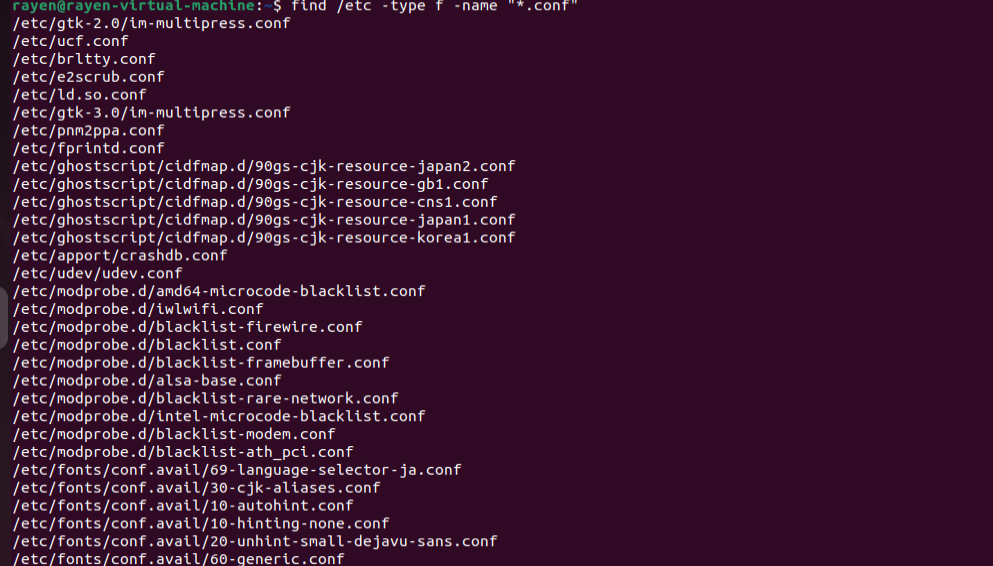 rayen@rayen-virtual-machine:~$ find /etc -type f -name "*.conf"
/etc/gtk-2.0/im-multipress.conf
/etc/ucf.conf
/etc/brltty.conf
/etc/e2scrub.conf
/etc/ld.so.conf
/etc/gtk-3.0/im-multipress.conf
/etc/pnm2ppa.conf
/etc/fprintd.conf
/etc/ghostscript/cidfmap.d/90gs-cjk-resource-japan2.conf
/etc/ghostscript/cidfmap.d/90gs-cjk-resource-gb1.conf
/etc/ghostscript/cidfmap.d/90gs-cjk-resource-cns1.conf
/etc/ghostscript/cidfmap.d/90gs-cjk-resource-japan1.conf
/etc/ghostscript/cidfmap.d/90gs-cjk-resource-korea1.conf
/etc/apport/crashdb.conf
/etc/udev/udev.conf
/etc/modprobe.d/amd64-microcode-blacklist.conf
/etc/modprobe.d/iwlwifi.conf
/etc/modprobe.d/blacklist-firewire.conf
/etc/modprobe.d/blacklist.conf
/etc/modprobe.d/blacklist-framebuffer.conf
/etc/modprobe.d/alsa-base.conf
/etc/modprobe.d/blacklist-rare-network.conf
/etc/modprobe.d/intel-microcode-blacklist.conf
/etc/modprobe.d/blacklist-modem.conf
/etc/modprobe.d/blacklist-ath_pci.conf
/etc/fonts/conf.avail/69-language-selector-ja.conf
/etc/fonts/conf.avail/30-cjk-aliases.conf
/etc/fonts/conf.avail/10-autohint.conf
/etc/fonts/conf.avail/10-hinting-none.conf
/etc/fonts/conf.avail/20-unhint-small-dejavu-sans.conf
/etc/fonts/conf.avail/60-generic.conf